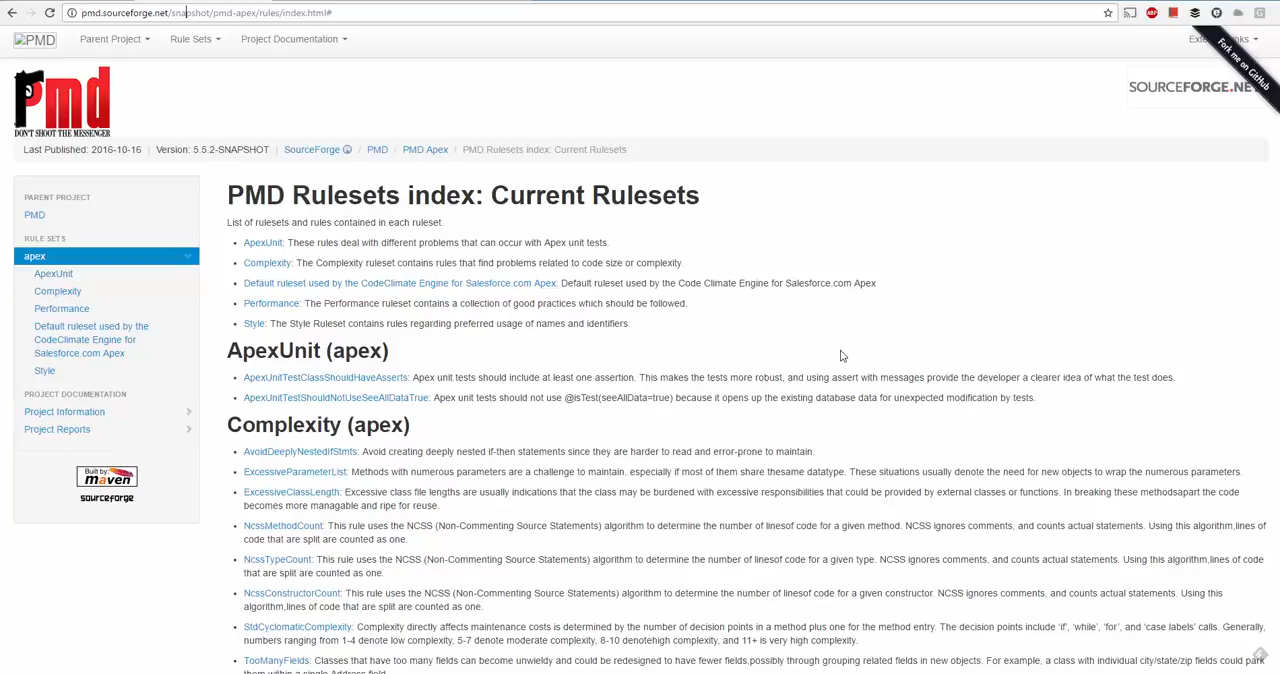 pmd.sourceforge.net/snapshot/pmd-apex/rules/index.html#
PMD
Parent Project
Rule Sets
Project Documentation
Fork me on GitHub
Pmd
DON'T SHOOT THE MESSENGER
SOURCEFORGE.NE
Last Published: 2016-10-16 | Version: 5.5.2-SNAPSHOT | SourceForge / PMD / PMD Apex / PMD Rulesets index: Current Rulesets
PARENT PROJECT
PMD
RULE SETS
apex
ApexUnit
Complexity
Performance
Default ruleset used by the
CodeClimate Engine for
Salesforce.com Apex
Style
PROJECT DOCUMENTATION
Project Information
Project Reports
Built by:
maven
sourceforge
PMD Rulesets index: Current Rulesets
List of rulesets and rules contained in each ruleset.
• ApexUnit: These rules deal with different problems that can occur with Apex unit tests.
• Complexity: The Complexity ruleset contains rules that find problems related to code size or complexity.
• Default ruleset used by the CodeClimate Engine for Salesforce.com Apex: Default ruleset used by the Code Climate Engine for Salesforce.com Apex
• Performance: The Performance ruleset contains a collection of good practices which should be followed.
• Style: The Style Ruleset contains rules regarding preferred usage of names and identifiers.
ApexUnit (apex)
• ApexUnitTestClassShouldHaveAsserts: Apex unit tests should include at least one assertion. This makes the tests more robust, and using assert with messages provide the developer a clearer idea of what the test does.
• ApexUnitTestShouldNotUseSeeAllDataTrue: Apex unit tests should not use @isTest(seeAllData=true) because it opens up the existing database data for unexpected modification by tests.
Complexity (apex)
• AvoidDeeplyNestedIfStmts: Avoid creating deeply nested if-then statements since they are harder to read and error-prone to maintain.
• ExcessiveParameterList: Methods with numerous parameters are a challenge to maintain, especially if most of them share thesame datatype. These situations usually denote the need for new objects to wrap the numerous parameters.
• ExcessiveClassLength: Excessive class file lengths are usually indications that the class may be burdened with excessive responsibilities that could be provided by external classes or functions. In breaking these methodsapart the code
becomes more managable and ripe for reuse.
• NcssMethodCount: This rule uses the NCSS (Non-Commenting Source Statements) algorithm to determine the number of linesof code for a given method. NCSS ignores comments, and counts actual statements. Using this algorithm,lines of
code that are split are counted as one.
• NcssTypeCount: This rule uses the NCSS (Non-Commenting Source Statements) algorithm to determine the number of linesof code for a given type. NCSS ignores comments, and counts actual statements. Using this algorithm,lines of code
that are split are counted as one.
• NcssConstructorCount: This rule uses the NCSS (Non-Commenting Source Statements) algorithm to determine the number of linesof code for a given constructor. NCSS ignores comments, and counts actual statements. Using this
algorithm,lines of code that are split are counted as one.
• StdCyclomaticComplexity: Complexity directly affects maintenance costs is determined by the number of decision points in a method plus one for the method entry. The decision points include 'if', 'while', 'for', and 'case labels' calls. Generally,
numbers ranging from 1-4 denote low complexity, 5-7 denote moderate complexity, 8-10 denotehigh complexity, and 11+ is very high complexity.
• TooManyFields: Classes that have too many fields can become unwieldy and could be redesigned to have fewer fields,possibly through grouping related fields in new objects. For example, a class with individual city/state/zip fields could park
them within a single Address field.